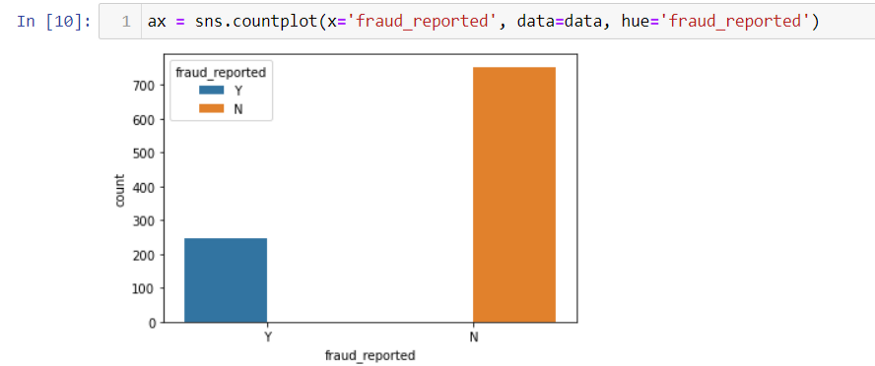 In [10]: 1 ax = sns.countplot(x='fraud_reported', data=data, hue='fraud_reported')
fraud_reported
Y
N
700
600
500
400
300
200
100
0
count
Y N
fraud_reported